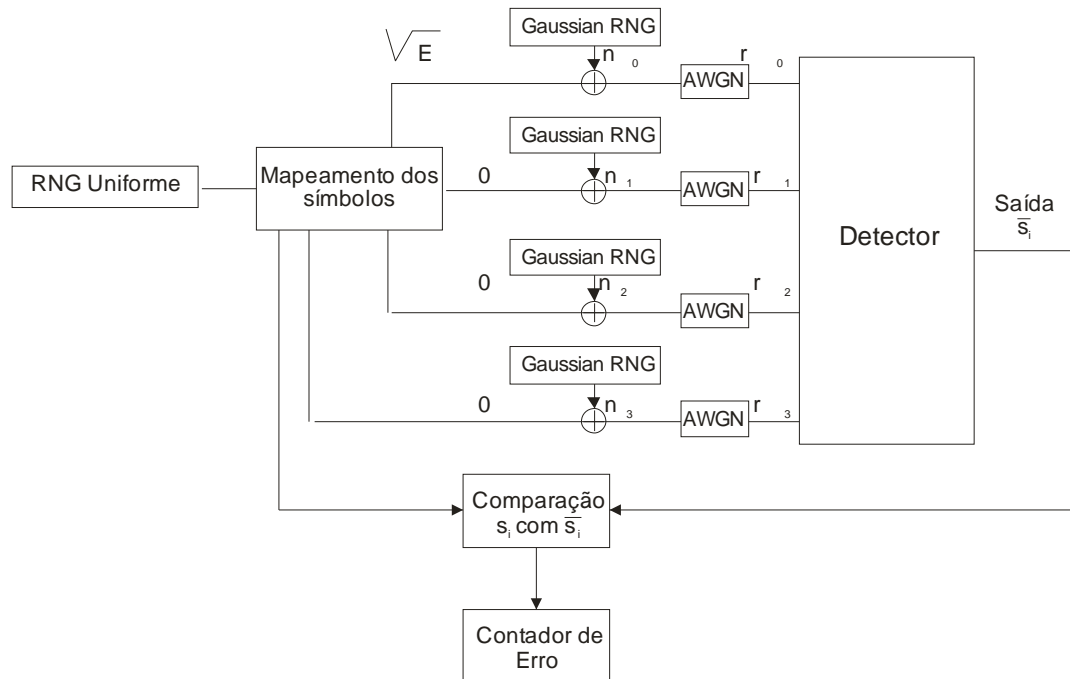 Gaussian RNG
√E
n 0
r 0
AWGN
Gaussian RNG
RNG Uniforme
Mapeamento dos
símbolos
0
n 1
AWGN
r 1
Detector
Saída
s̅i
Gaussian RNG
0
n 2
AWGN
r 2
Gaussian RNG
0
n 3
AWGN
r 3
Comparação
si com s̅i
Contador de
Erro